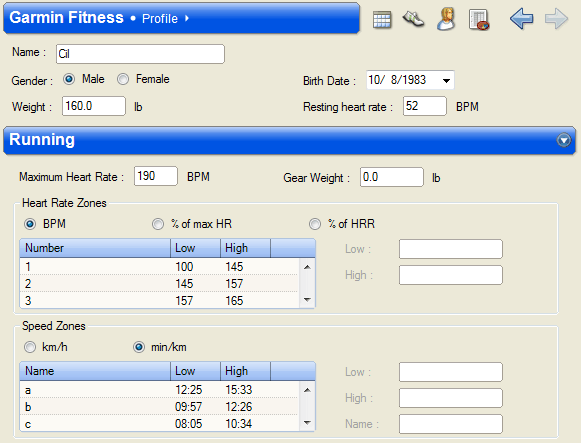 Garmin Fitness • Profile
Name : Cil
Gender : Male Female Birth Date : 10/ 8/1983
Weight : 160.0 lb Resting heart rate : 52 BPM
Running
Maximum Heart Rate : 190 BPM Gear Weight : 0.0 lb
Heart Rate Zones
BPM % of max HR % of HRR
Number Low High
1 100 145
2 145 157
3 157 165
Low :
High :
Speed Zones
km/h min/km
Name Low High
a 12:25 15:33
b 09:57 12:26
c 08:05 10:34
Low :
High :
Name :